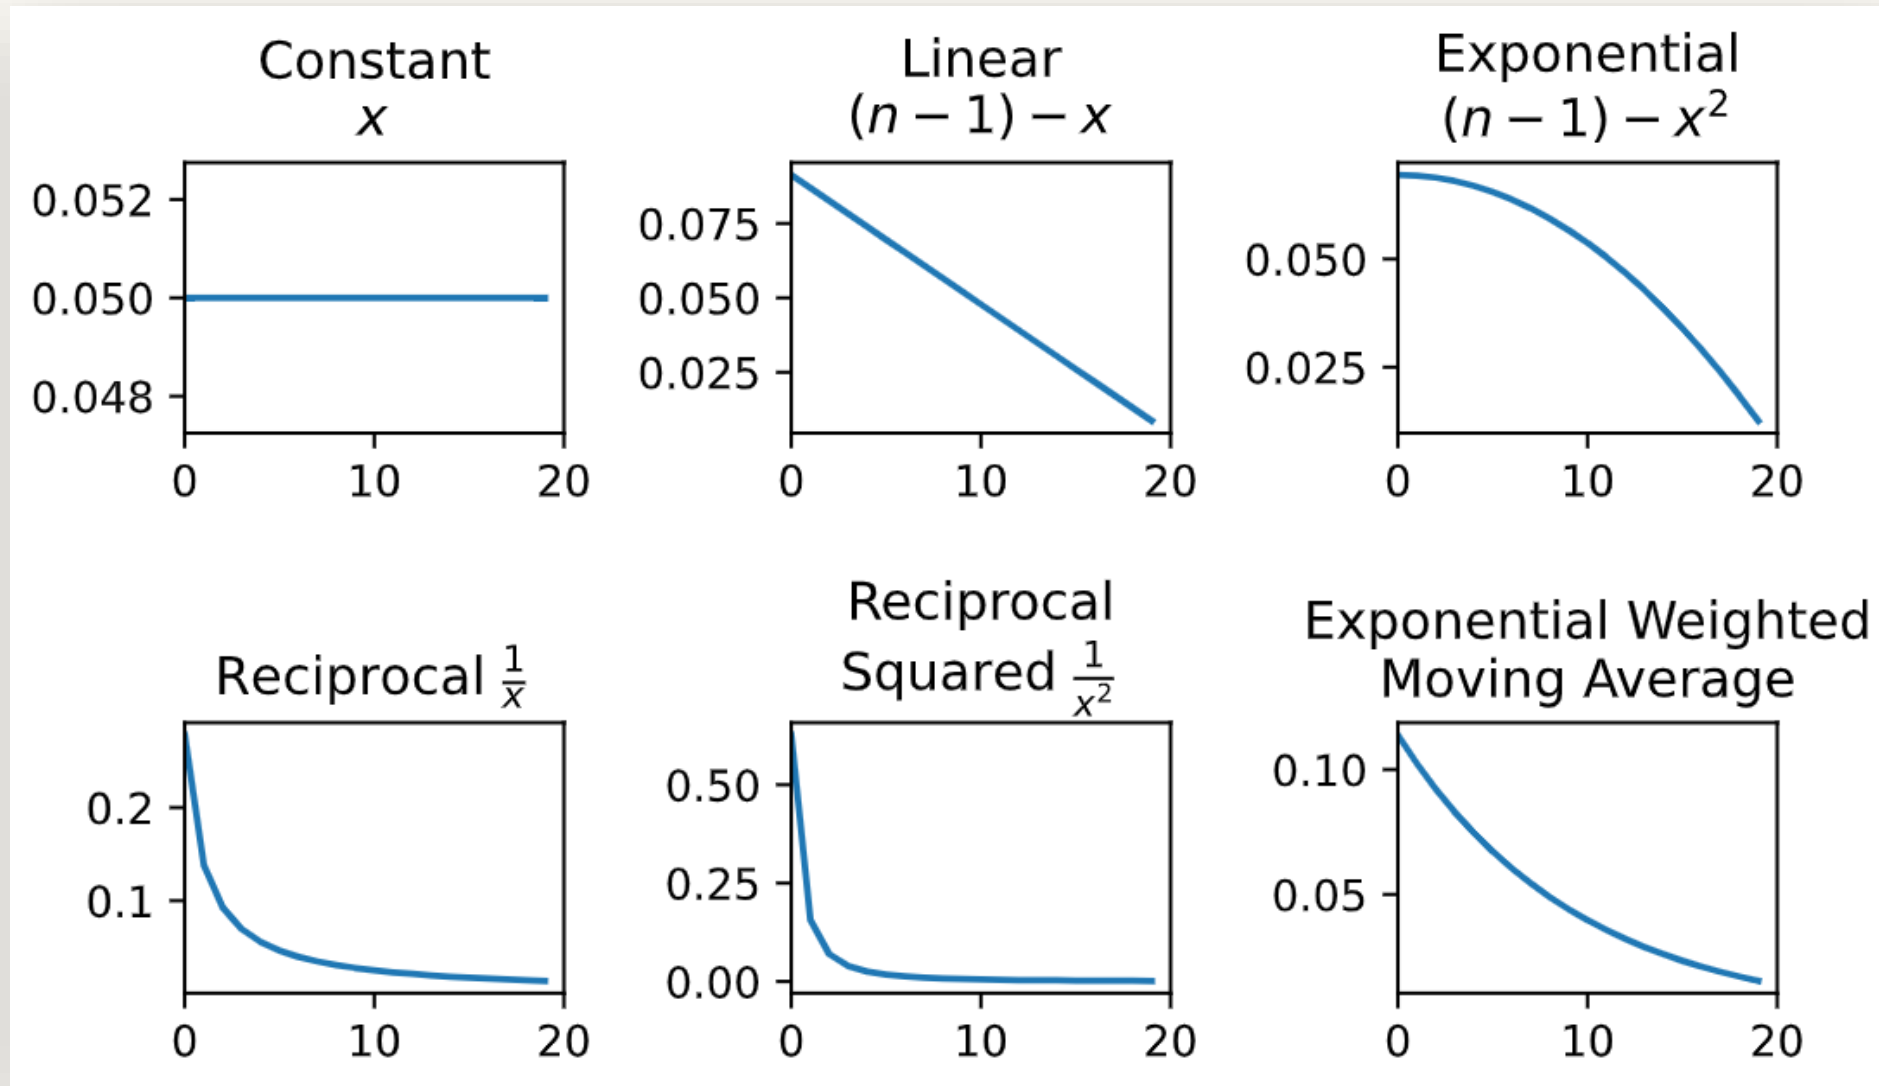 Constant
x
0.052
0.050
0.048
0 10 20
Linear
(n − 1) − x
0.075
0.050
0.025
0 10 20
Exponential
(n − 1) − x²
0.050
0.025
0 10 20
Reciprocal 1/x
0.2
0.1
0 10 20
Reciprocal
Squared 1/x²
0.50
0.25
0.00
0 10 20
Exponential Weighted
Moving Average
0.10
0.05
0 10 20